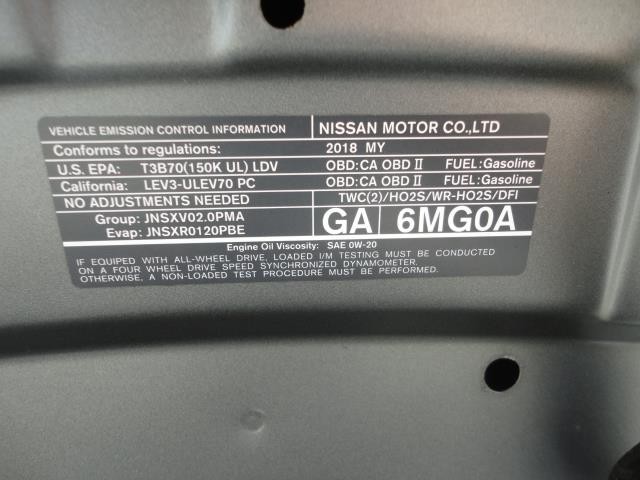 VEHICLE EMISSION CONTROL INFORMATION NISSAN MOTOR CO.,LTD
Conforms to regulations: 2018 MY
U.S. EPA: T3B70(150K UL) LDV OBD:CA OBD II FUEL:Gasoline
California: LEV3-ULEV70 PC OBD:CA OBD II FUEL:Gasoline
NO ADJUSTMENTS NEEDED TWC(2)/HO2S/WR-HO2S/DFI
Group: JNSXV02.0PMA GA 6MG0A
Evap: JNSXR0120PBE
Engine Oil Viscosity: SAE 0W-20
IF EQUIPPED WITH ALL-WHEEL DRIVE, LOADED I/M TESTING MUST BE CONDUCTED
ON A FOUR WHEEL DRIVE SPEED SYNCHRONIZED DYNAMOMETER.
OTHERWISE, A NON-LOADED TEST PROCEDURE MUST BE PERFORMED.